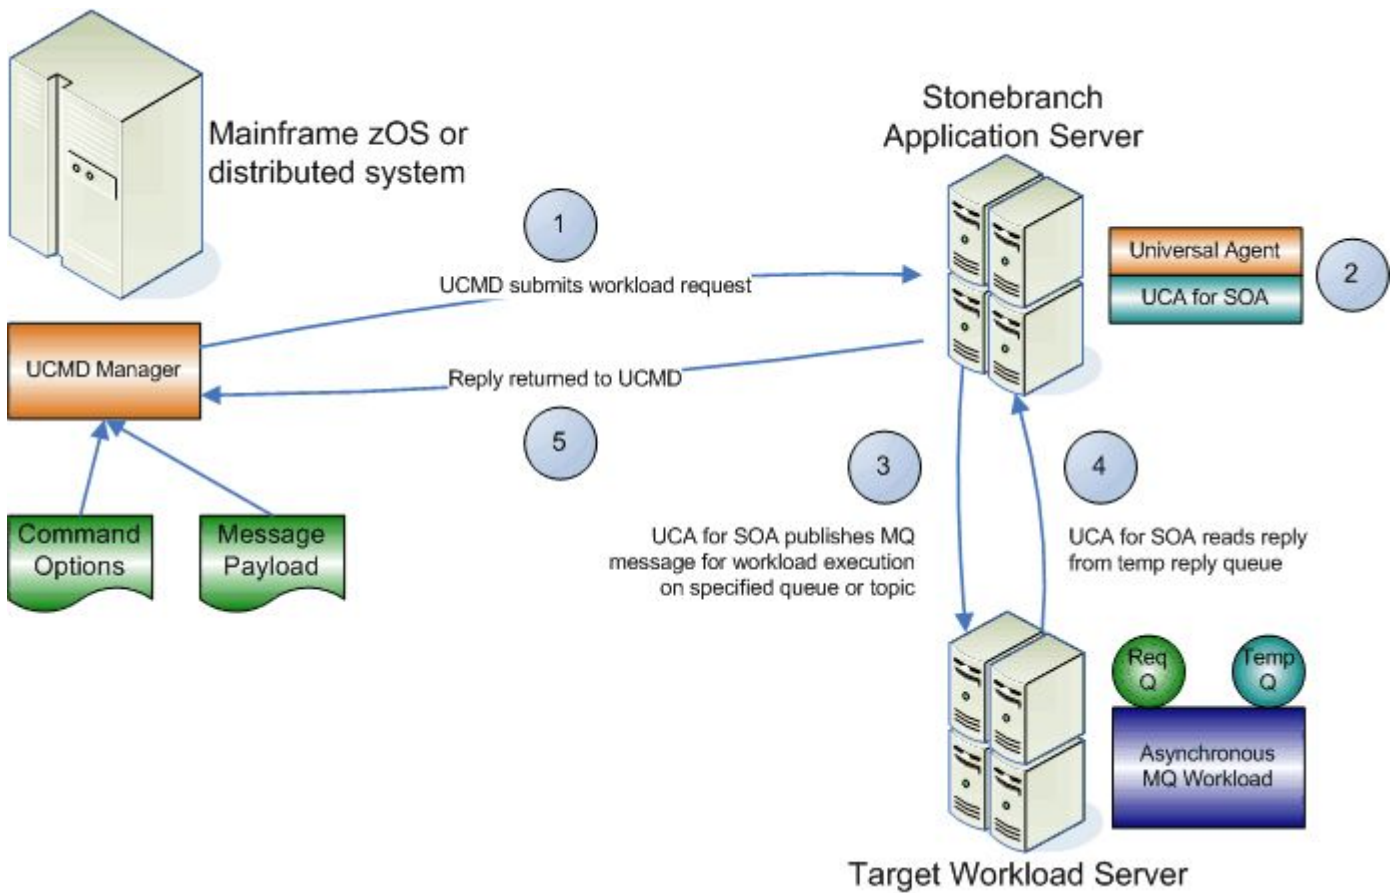 Mainframe zOS or
distributed system
Stonebranch
Application Server
1
UCMD submits workload request
Universal Agent
UCA for SOA
2
UCMD Manager
Reply returned to UCMD
5
3
4
Command
Options
Message
Payload
UCA for SOA publishes MQ
message for workload execution
on specified queue or topic
UCA for SOA reads reply
from temp reply queue
Req
Q
Temp
Q
Asynchronous
MQ Workload
Target Workload Server